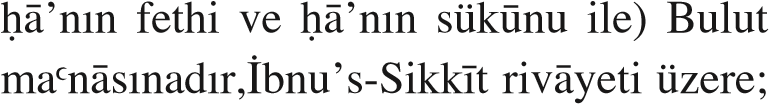 ḥā’nın fethi ve ḥā’nın sükūnu ile) Bulut
maᶜnāsınadır,İbnu’s-Sikkīt rivāyeti üzere;